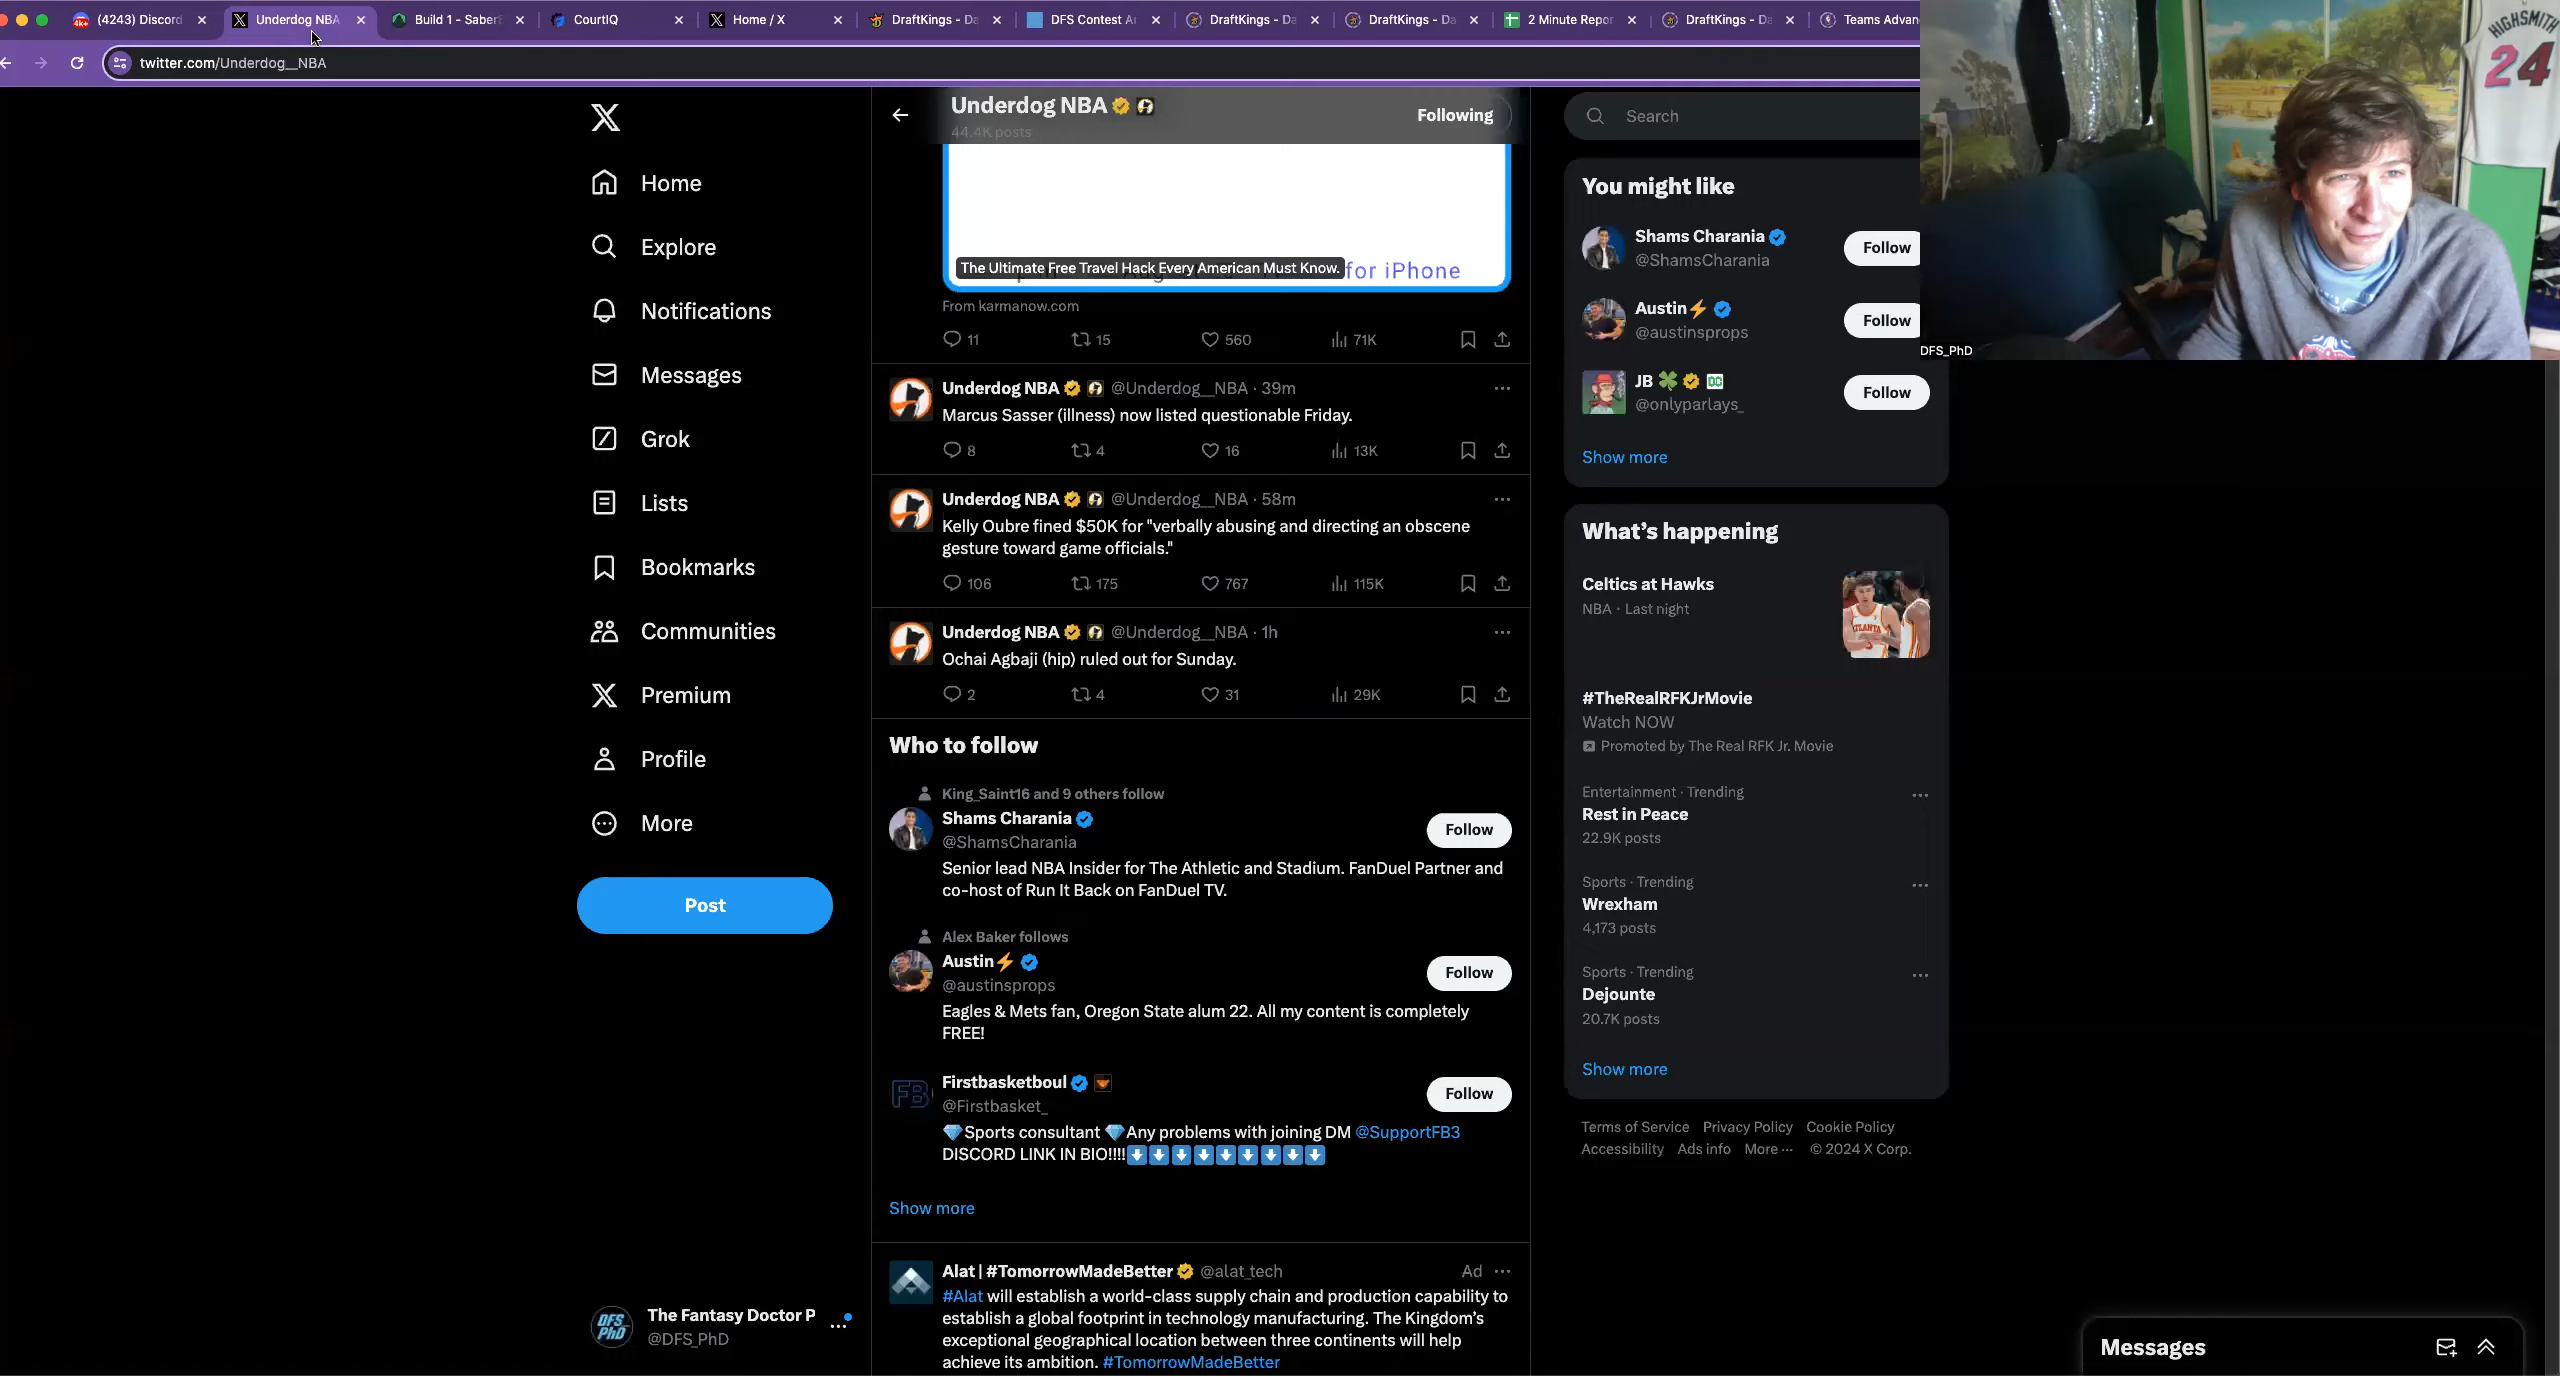 (4243) Discord
Underdog NBA
Build 1 - Saber
CourtIQ
Home / X
DraftKings - Da
DFS Contest A
DraftKings - Da
DraftKings - Da
2 Minute Repor
DraftKings - Da
Teams Advan
twitter.com/Underdog__NBA
HIGHSMITH
24
DFS_PhD
Home
Explore
Notifications
Messages
Grok
Lists
Bookmarks
Communities
Premium
Profile
More
Post
The Fantasy Doctor P
@DFS_PhD
Underdog NBA
44.4K posts
Following
The Ultimate Free Travel Hack Every American Must Know.
for iPhone
From karmanow.com
11 15 560 71K
Underdog NBA @Underdog__NBA · 39m
Marcus Sasser (illness) now listed questionable Friday.
8 4 16 13K
Underdog NBA @Underdog__NBA · 58m
Kelly Oubre fined $50K for "verbally abusing and directing an obscene
gesture toward game officials."
106 175 767 115K
Underdog NBA @Underdog__NBA · 1h
Ochai Agbaji (hip) ruled out for Sunday.
2 4 31 29K
Who to follow
King_Saint16 and 9 others follow
Shams Charania
@ShamsCharania
Follow
Senior lead NBA Insider for The Athletic and Stadium. FanDuel Partner and
co-host of Run It Back on FanDuel TV.
Alex Baker follows
Austin⚡
@austinsprops
Follow
Eagles & Mets fan, Oregon State alum 22. All my content is completely
FREE!
FB
Firstbasketboul
@Firstbasket_
Follow
💎Sports consultant 💎Any problems with joining DM @SupportFB3
DISCORD LINK IN BIO!!!!⬇️⬇️⬇️⬇️⬇️⬇️⬇️⬇️⬇️
Show more
Alat | #TomorrowMadeBetter @alat_tech
Ad
#Alat will establish a world-class supply chain and production capability to
establish a global footprint in technology manufacturing. The Kingdom’s
exceptional geographical location between three continents will help
achieve its ambition. #TomorrowMadeBetter
Search
You might like
Shams Charania
@ShamsCharania
Follow
Austin⚡
@austinsprops
Follow
JB 🍀
@onlyparlays_
Follow
Show more
What’s happening
Celtics at Hawks
NBA · Last night
ATLANTA
#TheRealRFKJrMovie
Watch NOW
Promoted by The Real RFK Jr. Movie
Entertainment · Trending
Rest in Peace
22.9K posts
Sports · Trending
Wrexham
4,173 posts
Sports · Trending
Dejounte
20.7K posts
Show more
Terms of Service Privacy Policy Cookie Policy
Accessibility Ads info More ··· © 2024 X Corp.
Messages